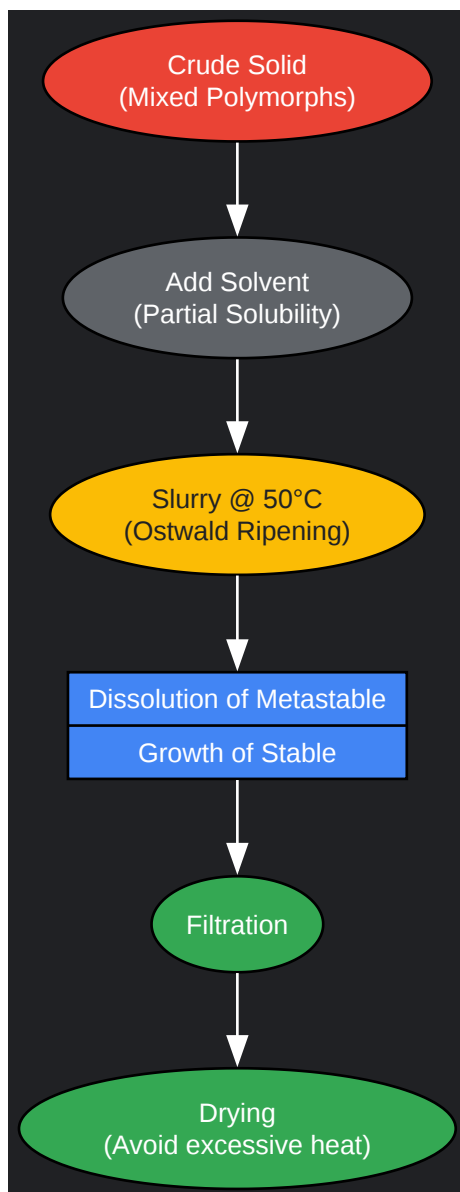 Crude Solid
(Mixed Polymorphs)
Add Solvent
(Partial Solubility)
Slurry @ 50°C
(Ostwald Ripening)
Dissolution of Metastable
Growth of Stable
Filtration
Drying
(Avoid excessive heat)